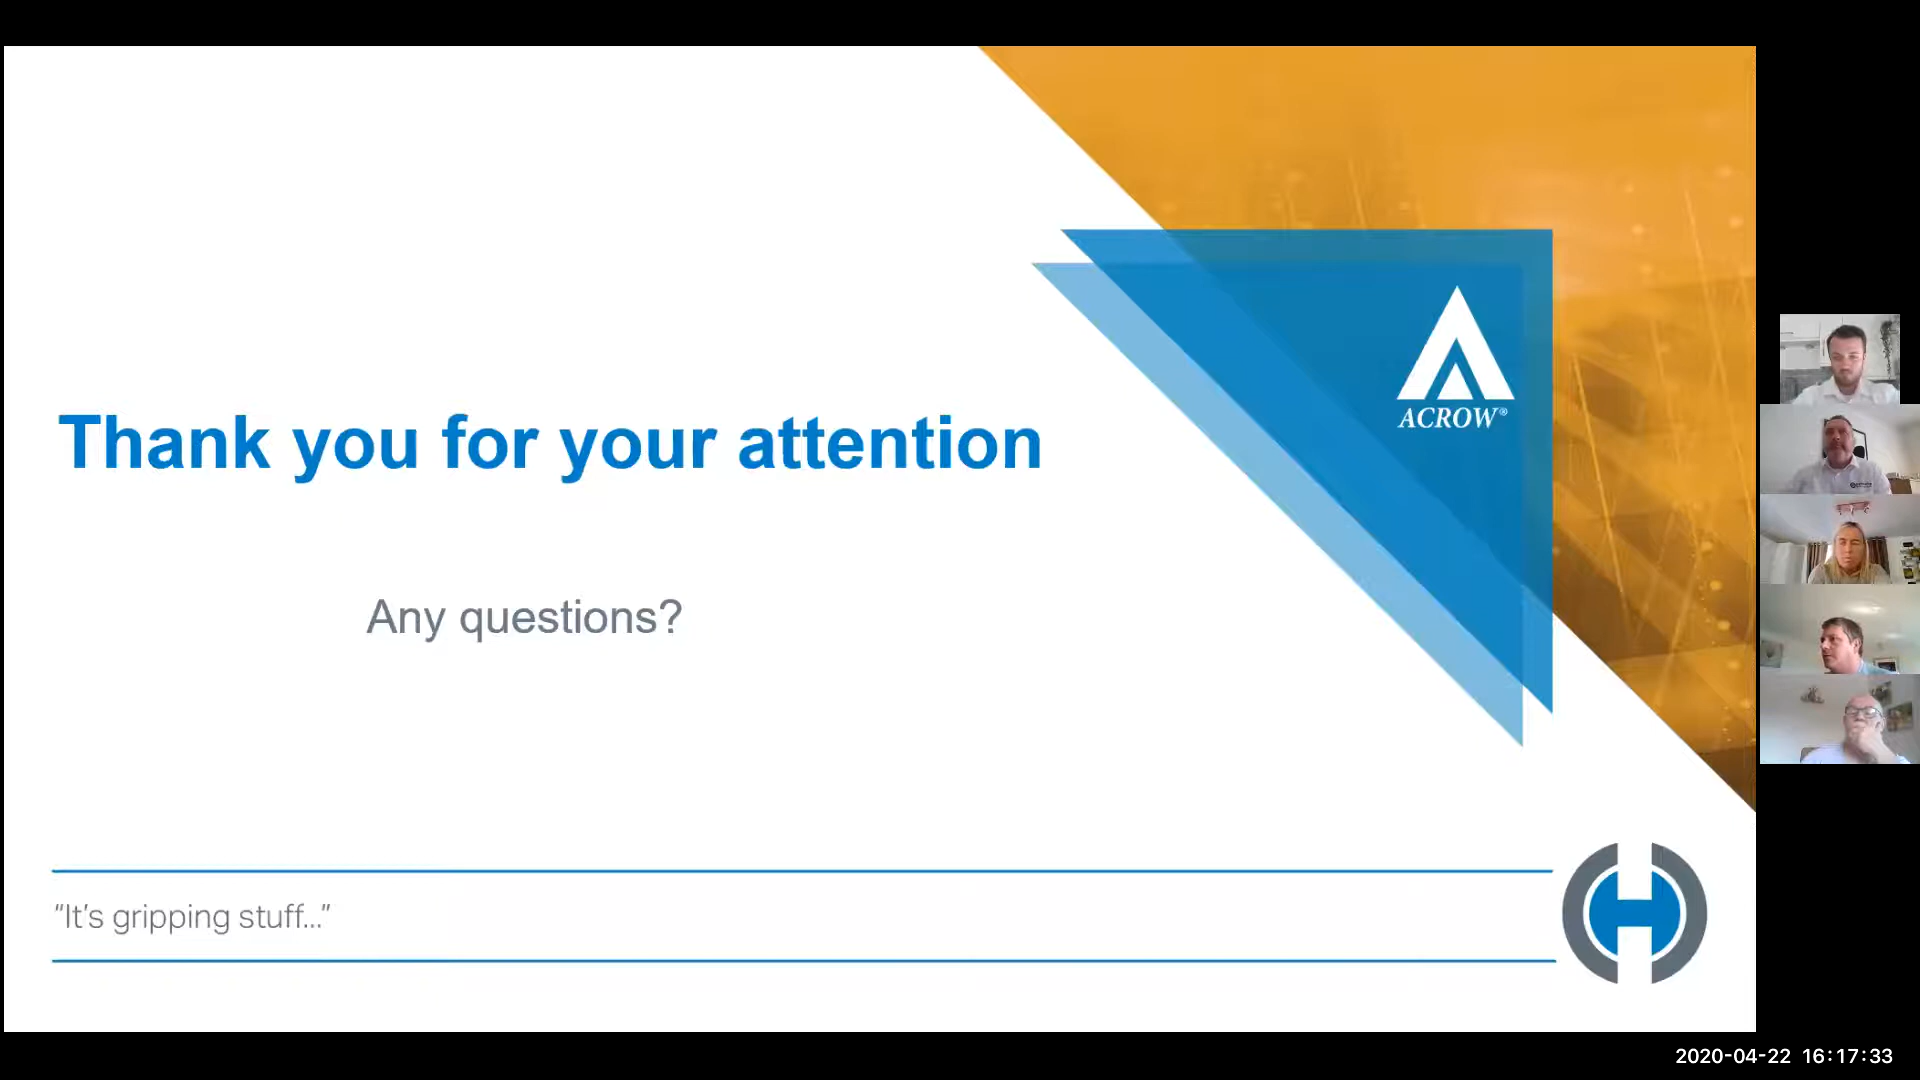 ACROW®
Thank you for your attention
Any questions?
“It’s gripping stuff...”
2020-04-22 16:17:33